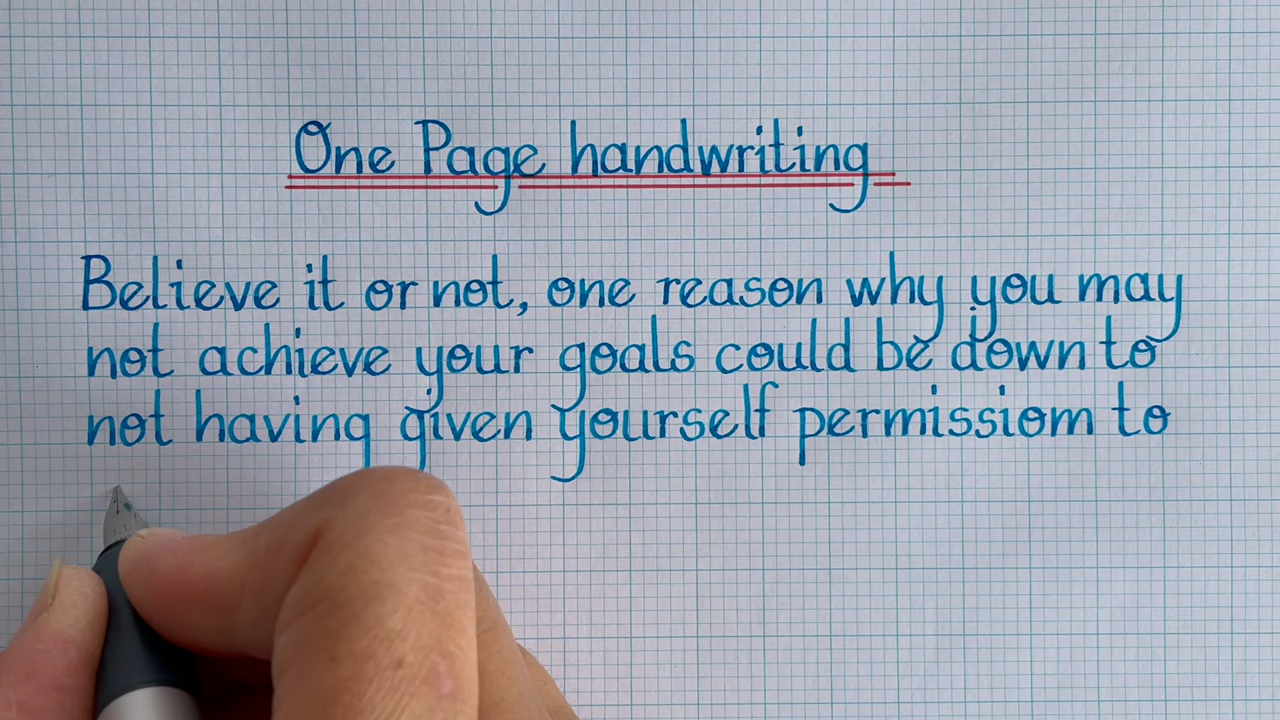 One Page handwriting
Believe it or not, one reason why you may
not achieve your goals could be down to
not having given yourself permissiom to